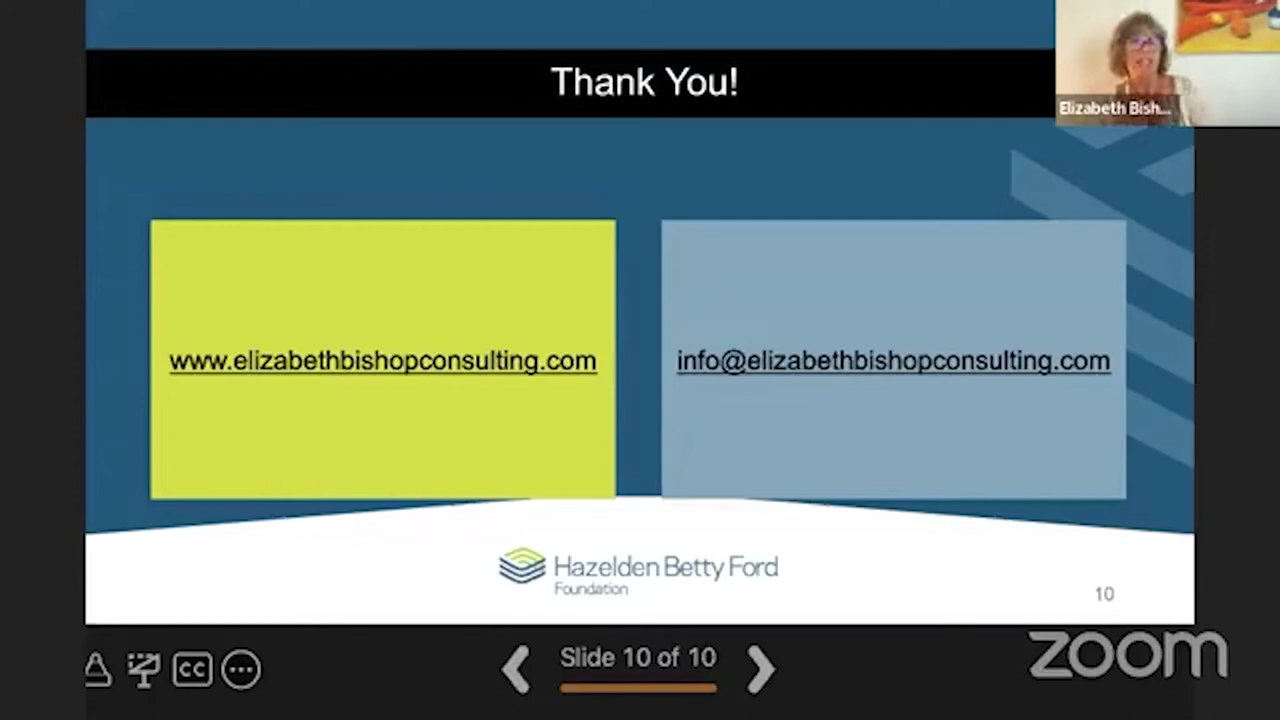 Thank You!
Elizabeth Bish...
www.elizabethbishopconsulting.com
info@elizabethbishopconsulting.com
Hazelden Betty Ford
Foundation
10
CC
Slide 10 of 10
zoom